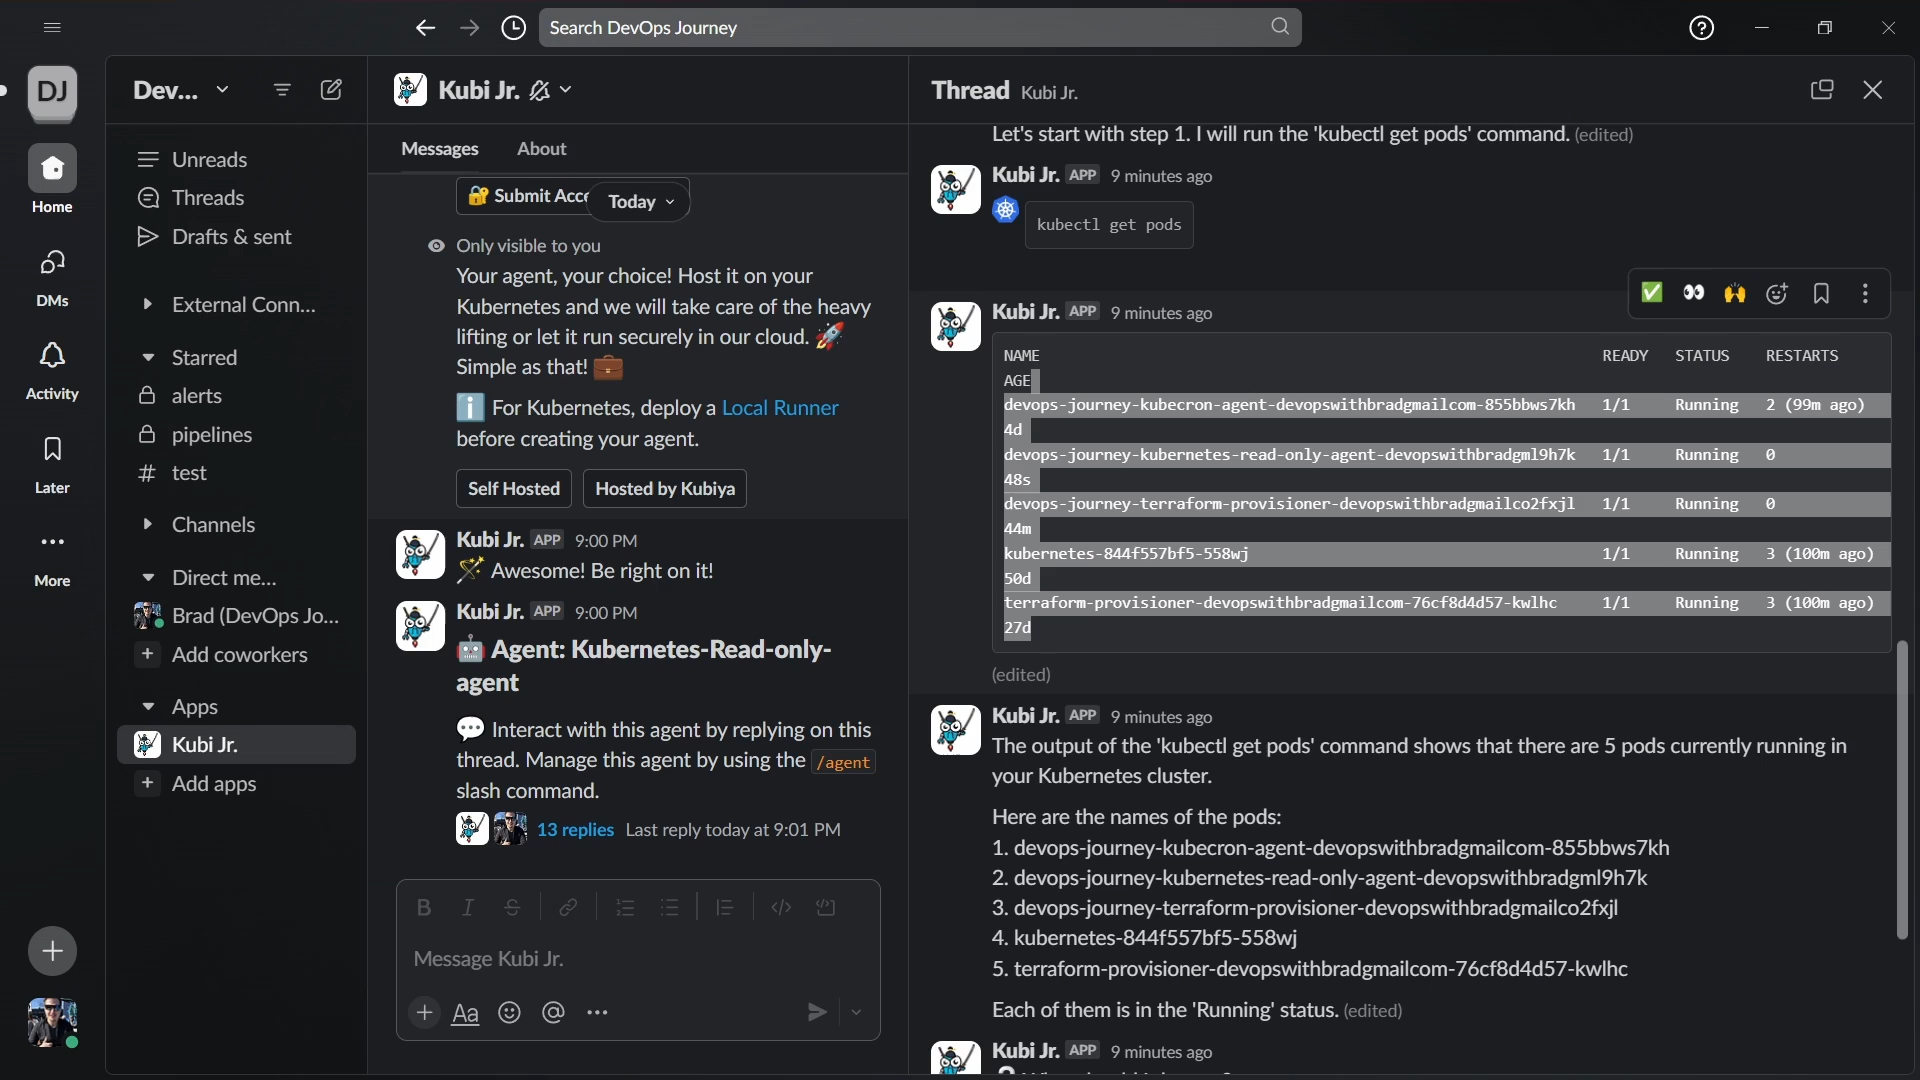 Search DevOps Journey
DJ
Home
DMs
Activity
Later
More
Dev...
Unreads
Threads
Drafts & sent
External Conn...
Starred
alerts
pipelines
test
Channels
Direct me...
Brad (DevOps Jo...
Add coworkers
Apps
Kubi Jr.
Add apps
Kubi Jr.
Messages About
Submit Acce
Today
Only visible to you
Your agent, your choice! Host it on your
Kubernetes and we will take care of the heavy
lifting or let it run securely in our cloud. 🚀
Simple as that! 💼
ℹ️ For Kubernetes, deploy a Local Runner
before creating your agent.
Self Hosted Hosted by Kubiya
Kubi Jr. APP 9:00 PM
Awesome! Be right on it!
Kubi Jr. APP 9:00 PM
🤖 Agent: Kubernetes-Read-only-
agent
💬 Interact with this agent by replying on this
thread. Manage this agent by using the /agent
slash command.
13 replies Last reply today at 9:01 PM
Message Kubi Jr.
Aa
Thread Kubi Jr.
Let's start with step 1. I will run the 'kubectl get pods' command. (edited)
Kubi Jr. APP 9 minutes ago
kubectl get pods
Kubi Jr. APP 9 minutes ago
NAME READY STATUS RESTARTS
AGE
devops-journey-kubecron-agent-devopswithbradgmailcom-855bbws7kh 1/1 Running 2 (99m ago)
4d
devops-journey-kubernetes-read-only-agent-devopswithbradgml9h7k 1/1 Running 0
48s
devops-journey-terraform-provisioner-devopswithbradgmailco2fxjl 1/1 Running 0
44m
kubernetes-844f557bf5-558wj 1/1 Running 3 (100m ago)
50d
terraform-provisioner-devopswithbradgmailcom-76cf8d4d57-kwlhc 1/1 Running 3 (100m ago)
27d
(edited)
Kubi Jr. APP 9 minutes ago
The output of the 'kubectl get pods' command shows that there are 5 pods currently running in
your Kubernetes cluster.
Here are the names of the pods:
1. devops-journey-kubecron-agent-devopswithbradgmailcom-855bbws7kh
2. devops-journey-kubernetes-read-only-agent-devopswithbradgml9h7k
3. devops-journey-terraform-provisioner-devopswithbradgmailco2fxjl
4. kubernetes-844f557bf5-558wj
5. terraform-provisioner-devopswithbradgmailcom-76cf8d4d57-kwlhc
Each of them is in the 'Running' status. (edited)
Kubi Jr. APP 9 minutes ago